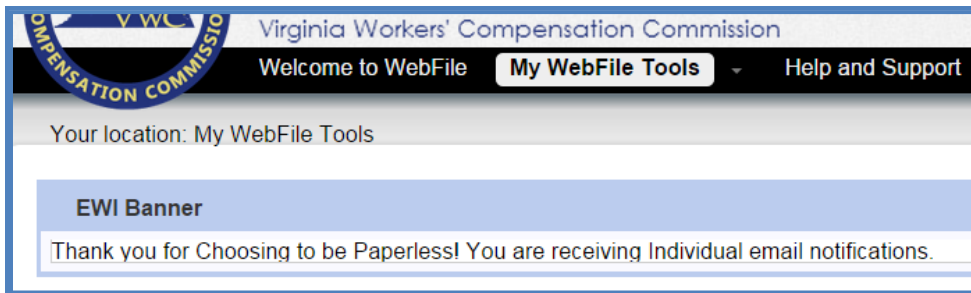 VWC
COMPENSATION COMMISSIO
Virginia Workers' Compensation Commission
Welcome to WebFile My WebFile Tools Help and Support
Your location: My WebFile Tools
EWI Banner
Thank you for Choosing to be Paperless! You are receiving Individual email notifications.